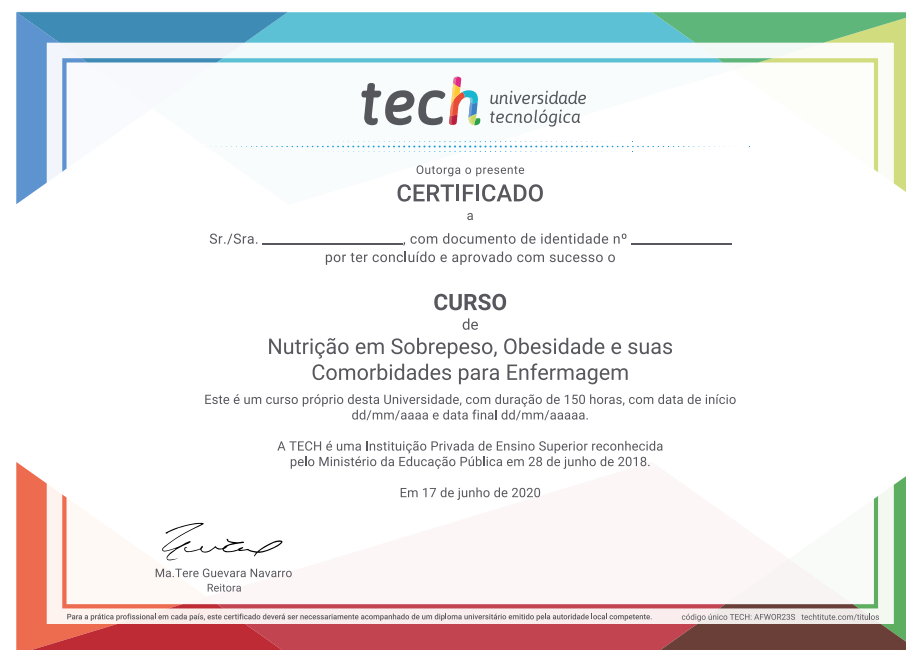 tech universidade
tecnológica
Outorga o presente
CERTIFICADO
a
Sr./Sra. ________________, com documento de identidade nº ____________
por ter concluído e aprovado com sucesso o
CURSO
de
Nutrição em Sobrepeso, Obesidade e suas
Comorbidades para Enfermagem
Este é um curso próprio desta Universidade, com duração de 150 horas, com data de início
dd/mm/aaaa e data final dd/mm/aaaaa.
A TECH é uma Instituição Privada de Ensino Superior reconhecida
pelo Ministério da Educação Pública em 28 de junho de 2018.
Em 17 de junho de 2020
Ma.Tere Guevara Navarro
Reitora
Para a prática profissional em cada país, este certificado deverá ser necessariamente acompanhado de um diploma universitário emitido pela autoridade local competente. código único TECH: AFWOR23S techtitute.com/titulos